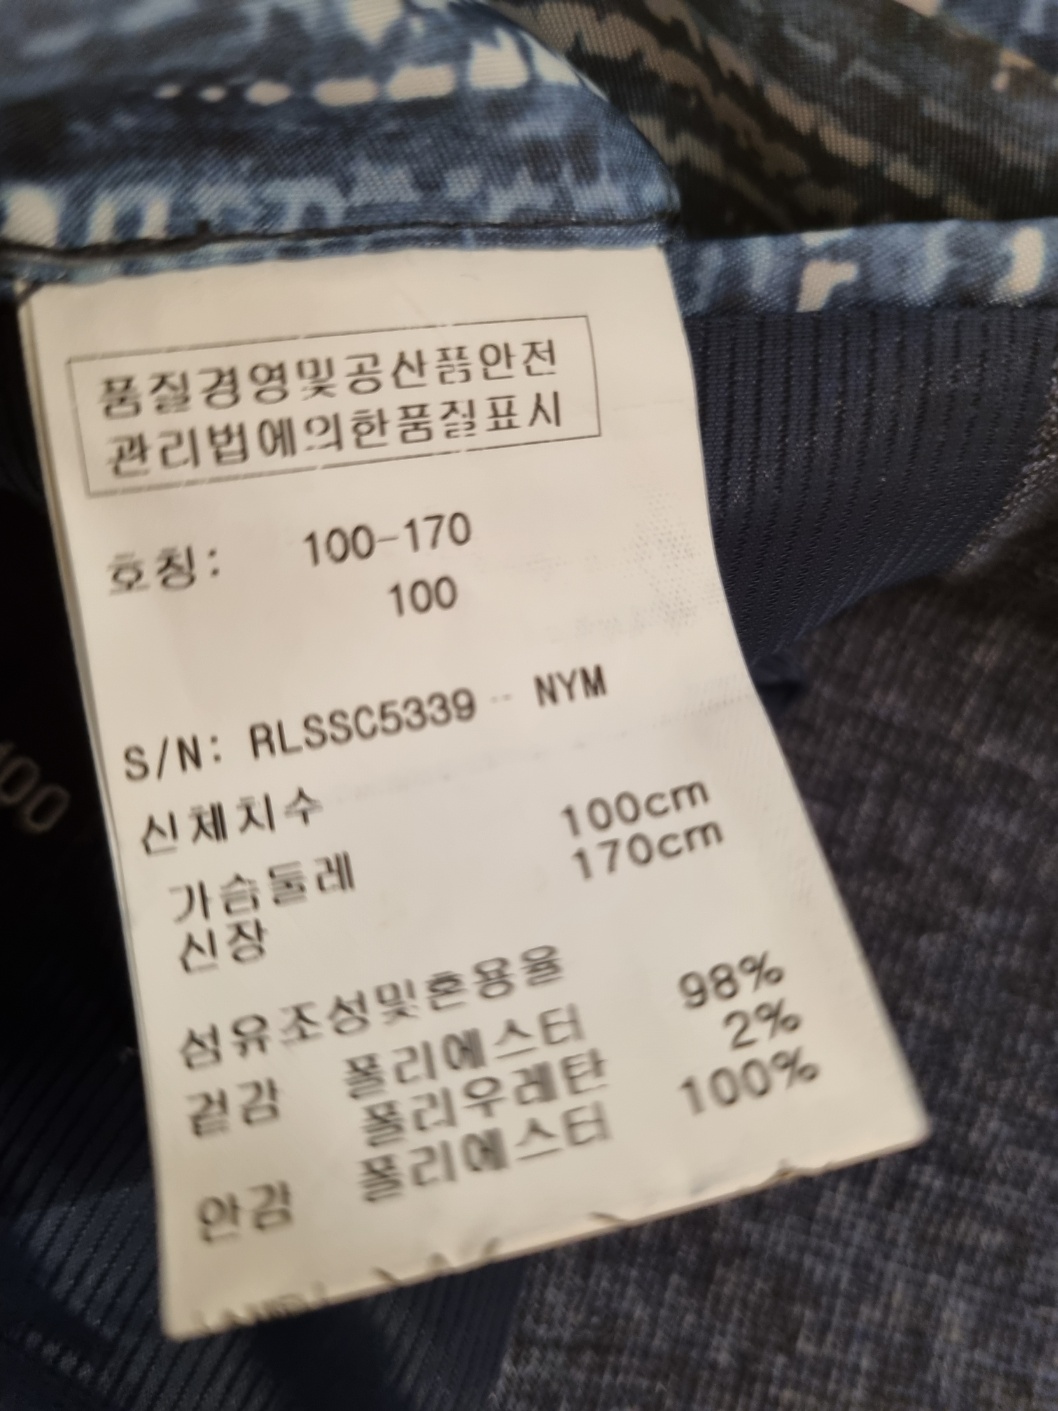 품질경영및공산품안전
관리법에의한품질표시
호칭: 100-170
100
S/N: RLSSC5339 - NYM
신체치수
가슴둘레 100cm
신장 170cm
섬유조성및혼용율
겉감 폴리에스터 98%
폴리우레탄 2%
안감 폴리에스터 100%
100